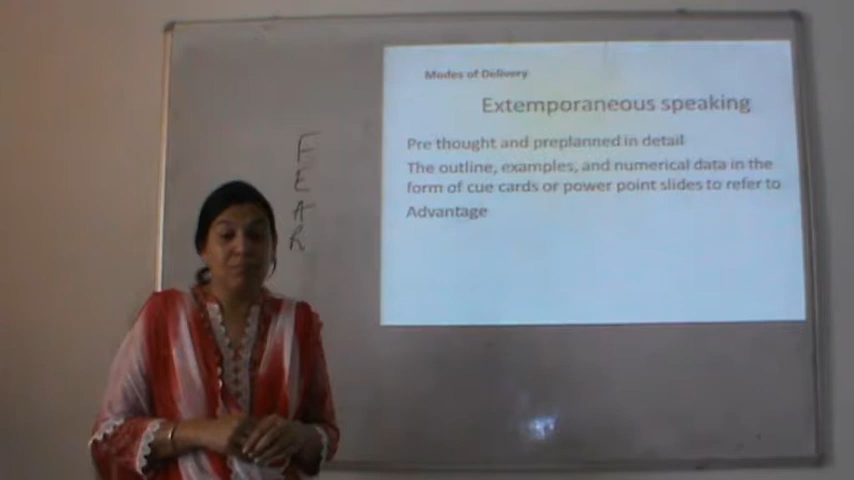 Modes of Delivery
Extemporaneous speaking
Pre thought and preplanned in detail
The outline, examples, and numerical data in the
form of cue cards or power point slides to refer to
Advantage
F
E
A
R